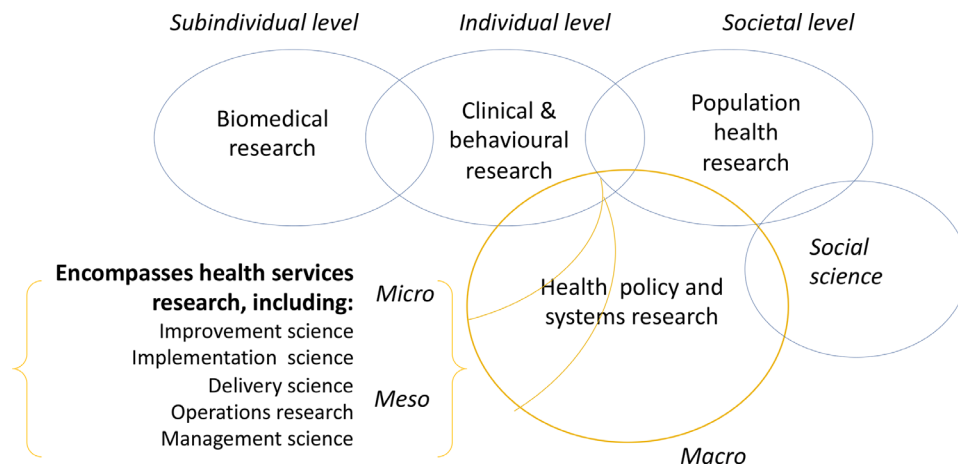 Subindividual level
Individual level
Societal level
Biomedical
research
Clinical &
behavioural
research
Population
health
research
Social
science
Encompasses health services
research, including:
Improvement science
Implementation science
Delivery science
Operations research
Management science
Micro
Meso
Health policy and
systems research
Macro